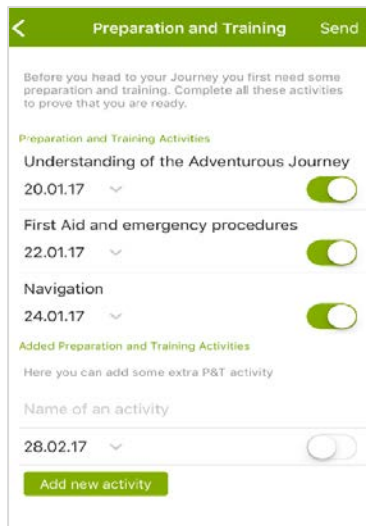 Preparation and Training Send
Before you head to your Journey you first need some
preparation and training. Complete all these activities
to prove that you are ready.
Preparation and Training Activities
Understanding of the Adventurous Journey
20.01.17
First Aid and emergency procedures
22.01.17
Navigation
24.01.17
Added Preparation and Training Activities
Here you can add some extra P&T activity
Name of an activity
28.02.17
Add new activity